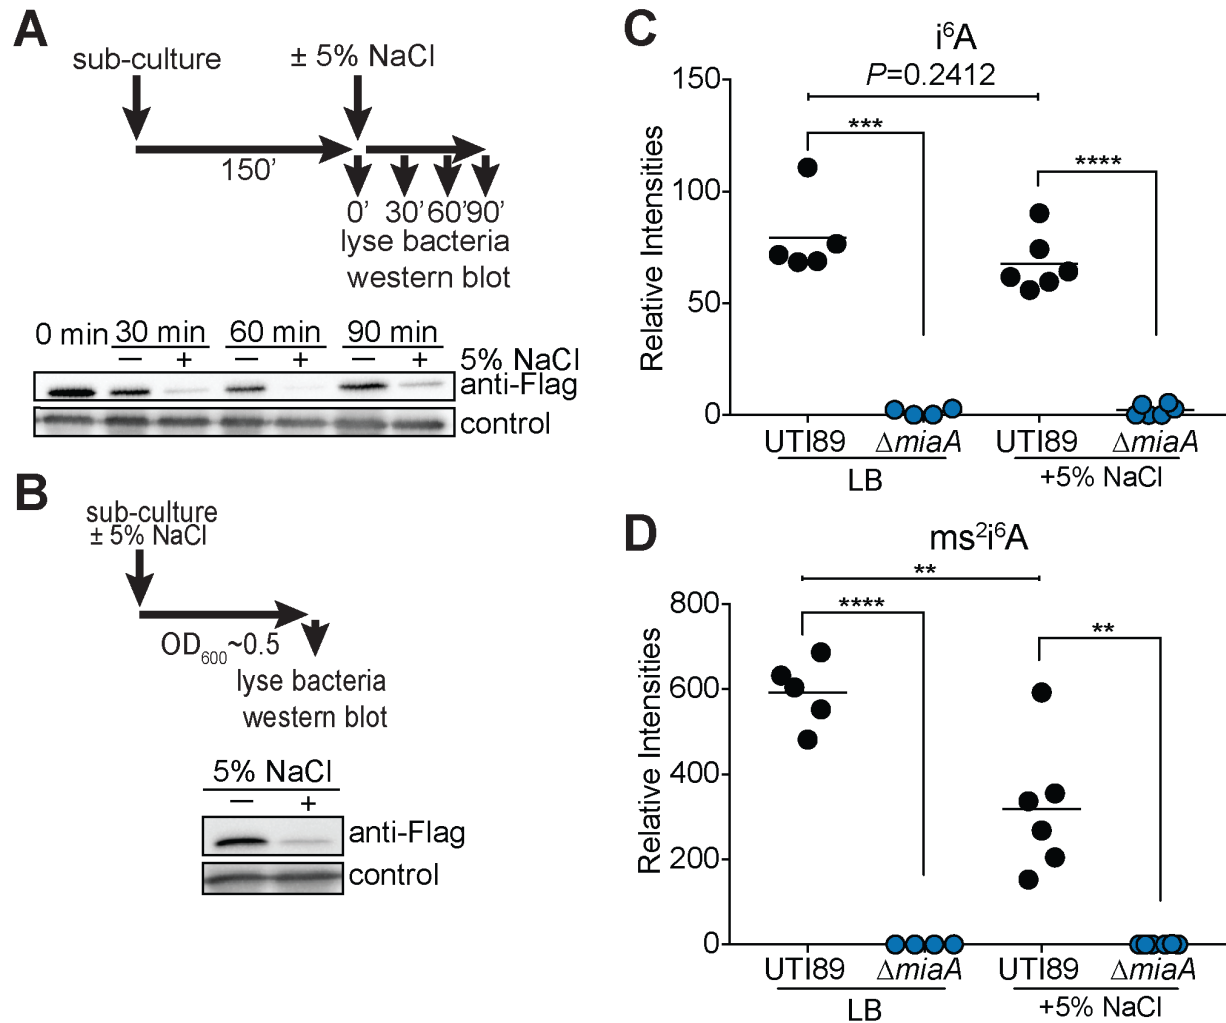 A
sub-culture
± 5% NaCl
150’
0’ 30’ 60’ 90’
lyse bacteria
western blot
0 min 30 min 60 min 90 min
— + — + — + 5% NaCl
anti-Flag
control
B
sub-culture
± 5% NaCl
OD600~0.5
lyse bacteria
western blot
5% NaCl
— +
anti-Flag
control
C
i⁶A
P=0.2412
***
****
Relative Intensities
150
100
50
0
UTI89 ΔmiaA UTI89 ΔmiaA
LB +5% NaCl
D
ms²i⁶A
**
****
**
Relative Intensities
800
600
400
200
0
UTI89 ΔmiaA UTI89 ΔmiaA
LB +5% NaCl